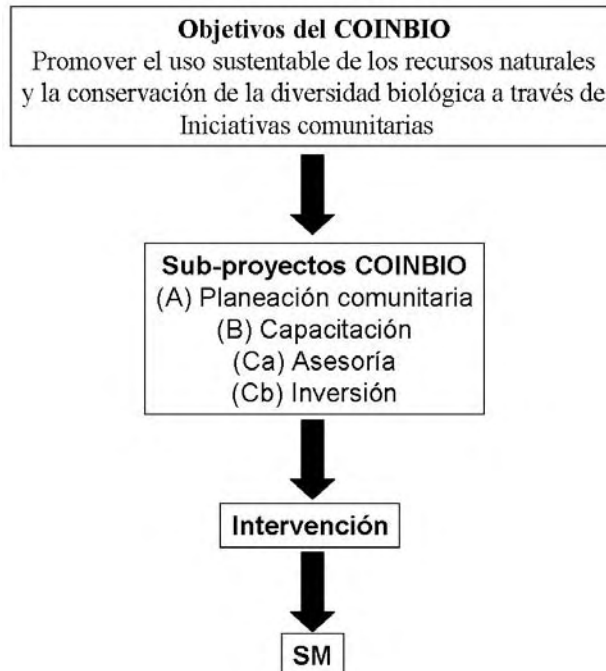 Objetivos del COINBIO
Promover el uso sustentable de los recursos naturales
y la conservación de la diversidad biológica a través de
Iniciativas comunitarias
Sub-proyectos COINBIO
(A) Planeación comunitaria
(B) Capacitación
(Ca) Asesoría
(Cb) Inversión
Intervención
SM